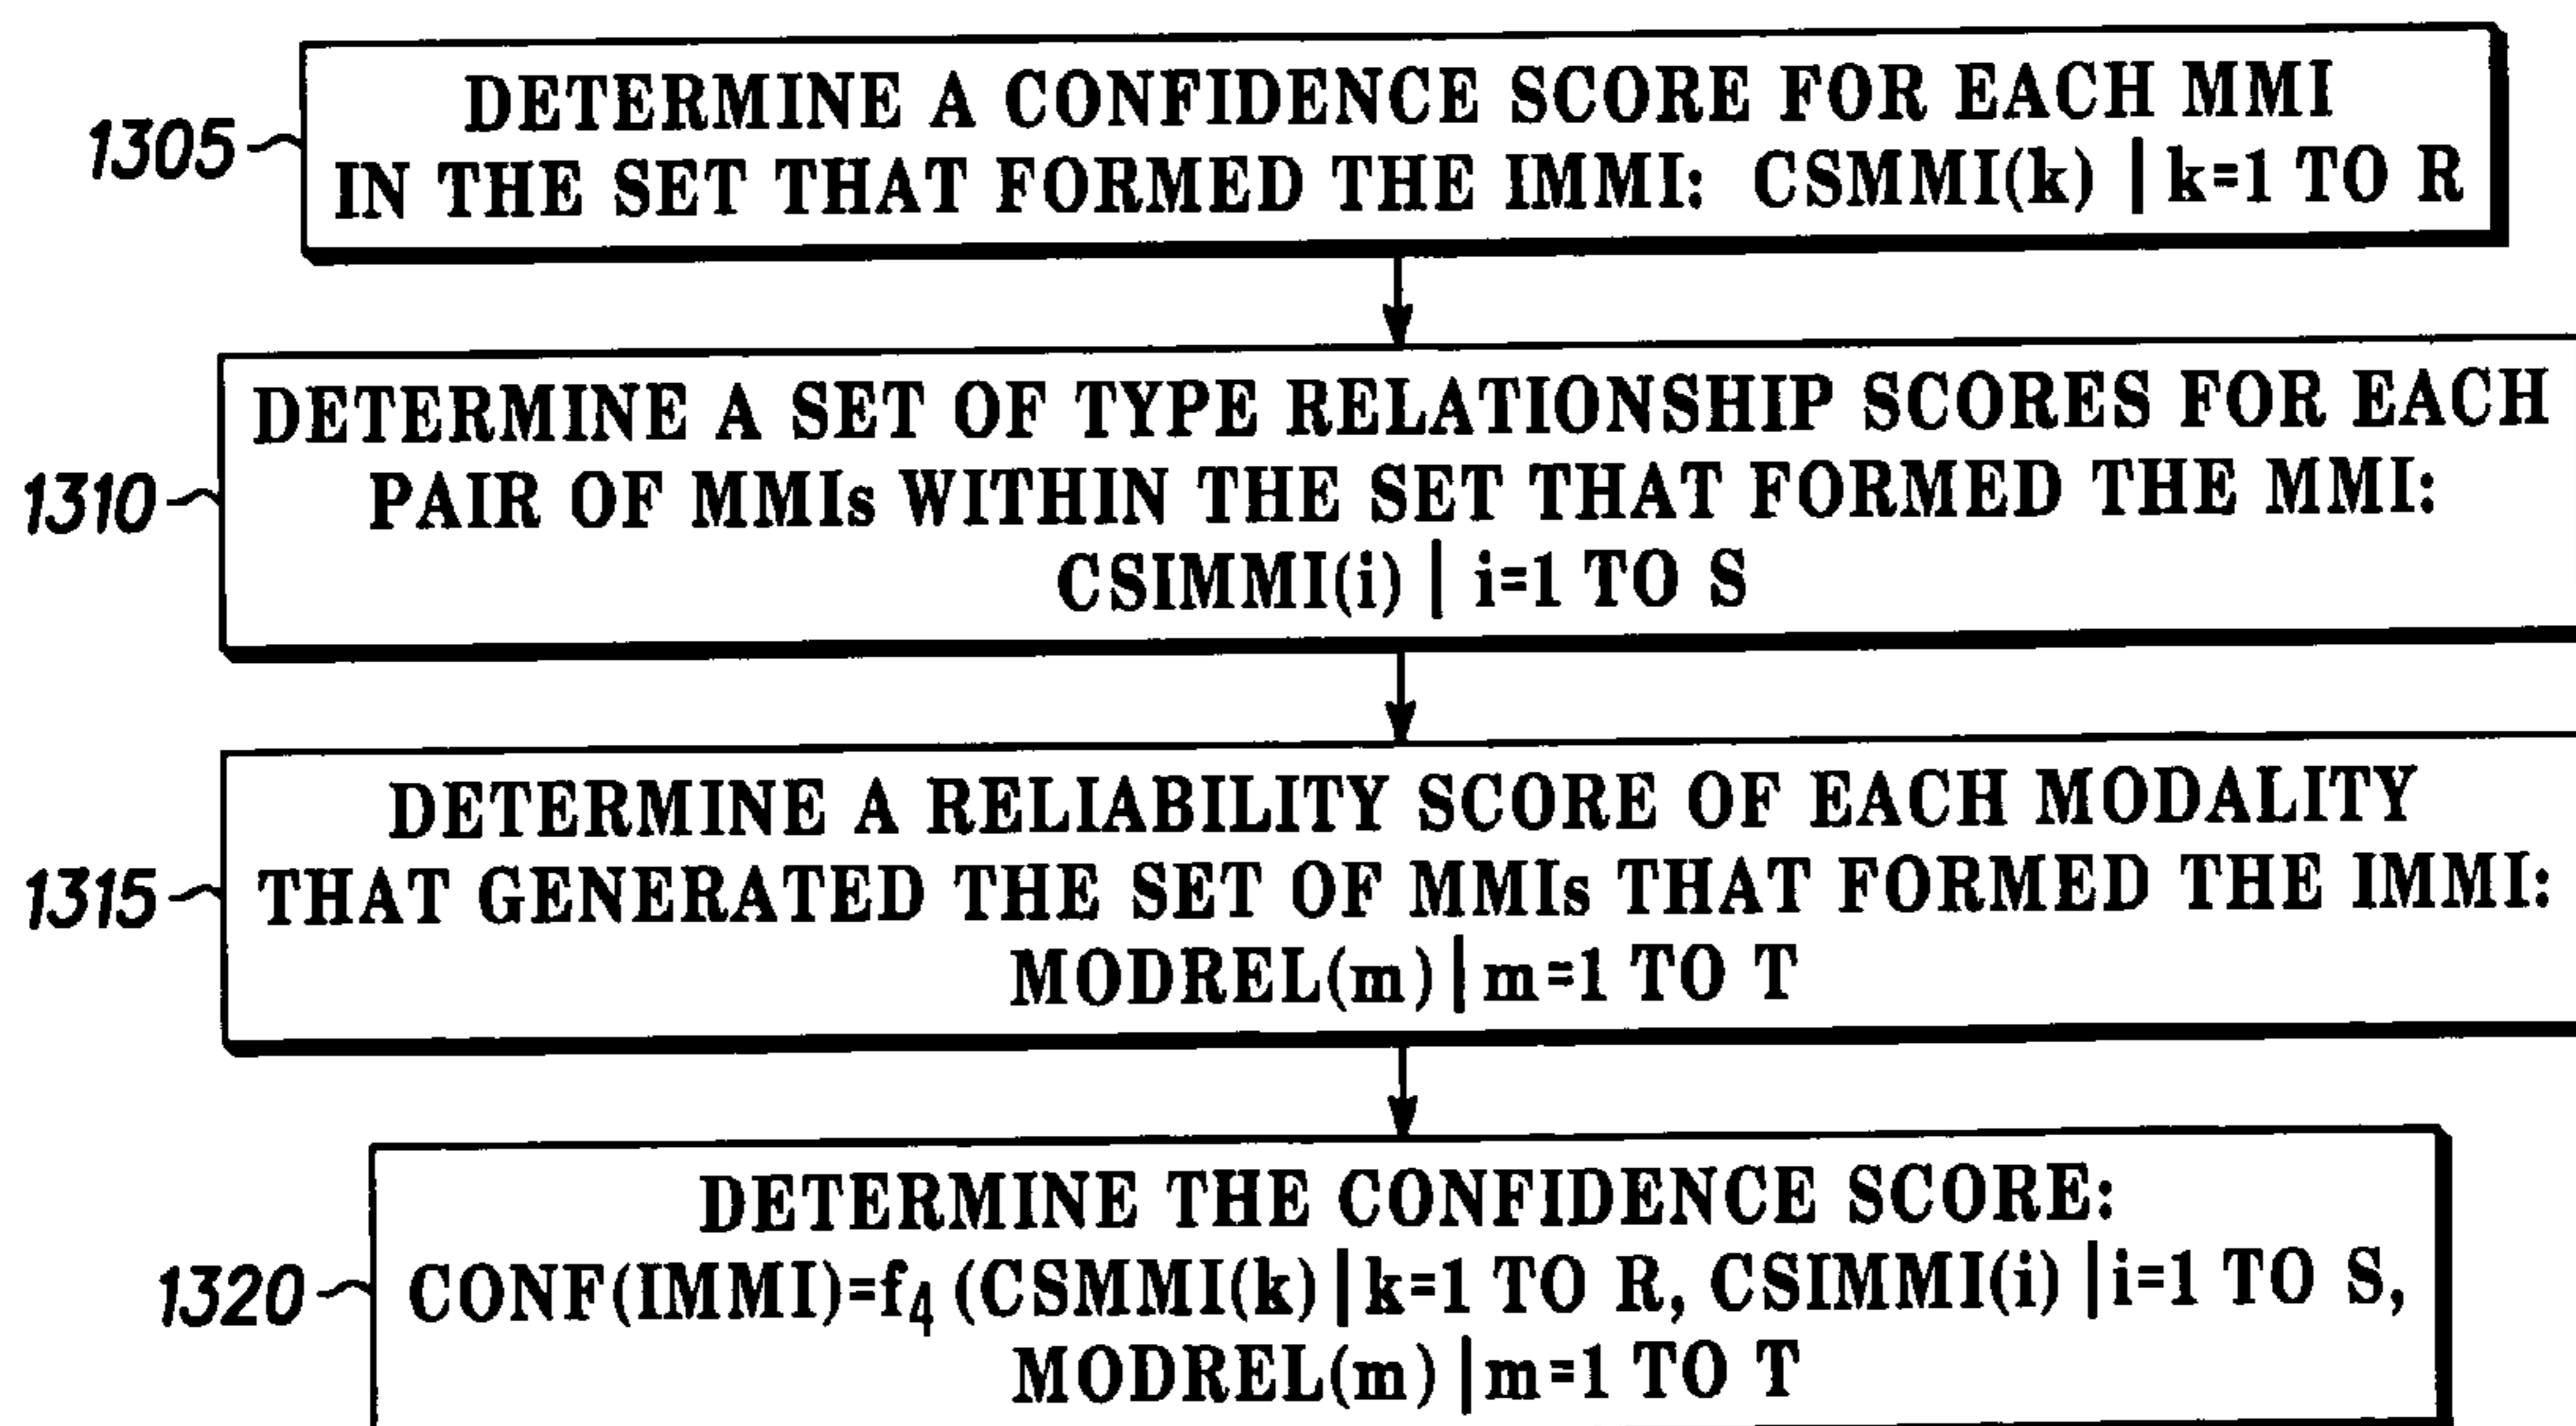 1305
DETERMINE A CONFIDENCE SCORE FOR EACH MMI
IN THE SET THAT FORMED THE IMMI: CSMMI(k) | k=1 TO R
1310
DETERMINE A SET OF TYPE RELATIONSHIP SCORES FOR EACH
PAIR OF MMIs WITHIN THE SET THAT FORMED THE MMI:
CSIMMI(i) | i=1 TO S
1315
DETERMINE A RELIABILITY SCORE OF EACH MODALITY
THAT GENERATED THE SET OF MMIs THAT FORMED THE IMMI:
MODREL(m) | m=1 TO T
1320
DETERMINE THE CONFIDENCE SCORE:
CONF(IMMI)=f4 (CSMMI(k) | k=1 TO R, CSIMMI(i) | i=1 TO S,
MODREL(m) | m=1 TO T